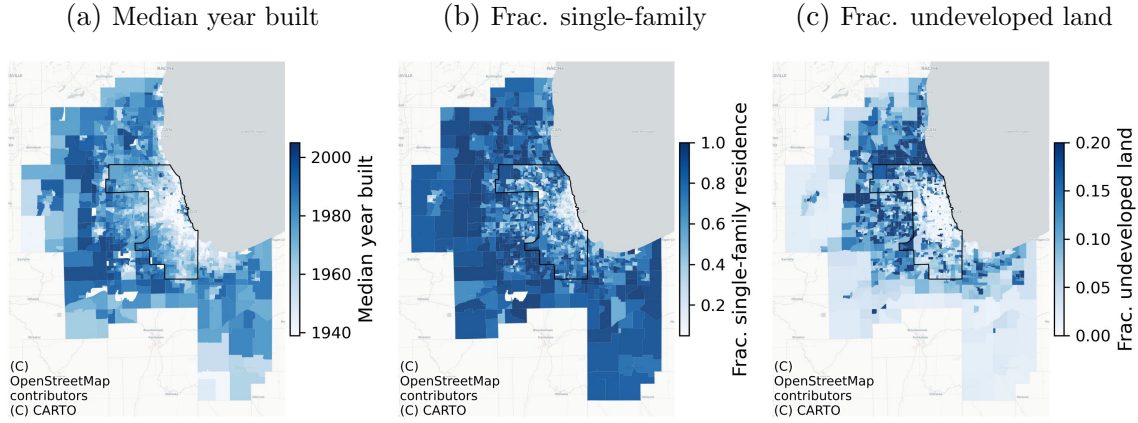 (a) Median year built
(b) Frac. single-family
(c) Frac. undeveloped land
2000
1980
1960
1940
Median year built
(C)
OpenStreetMap
contributors
(C) CARTO
1.0
0.8
0.6
0.4
0.2
Frac. single-family residence
(C)
OpenStreetMap
contributors
(C) CARTO
0.20
0.15
0.10
0.05
0.00
Frac. undeveloped land
(C)
OpenStreetMap
contributors
(C) CARTO